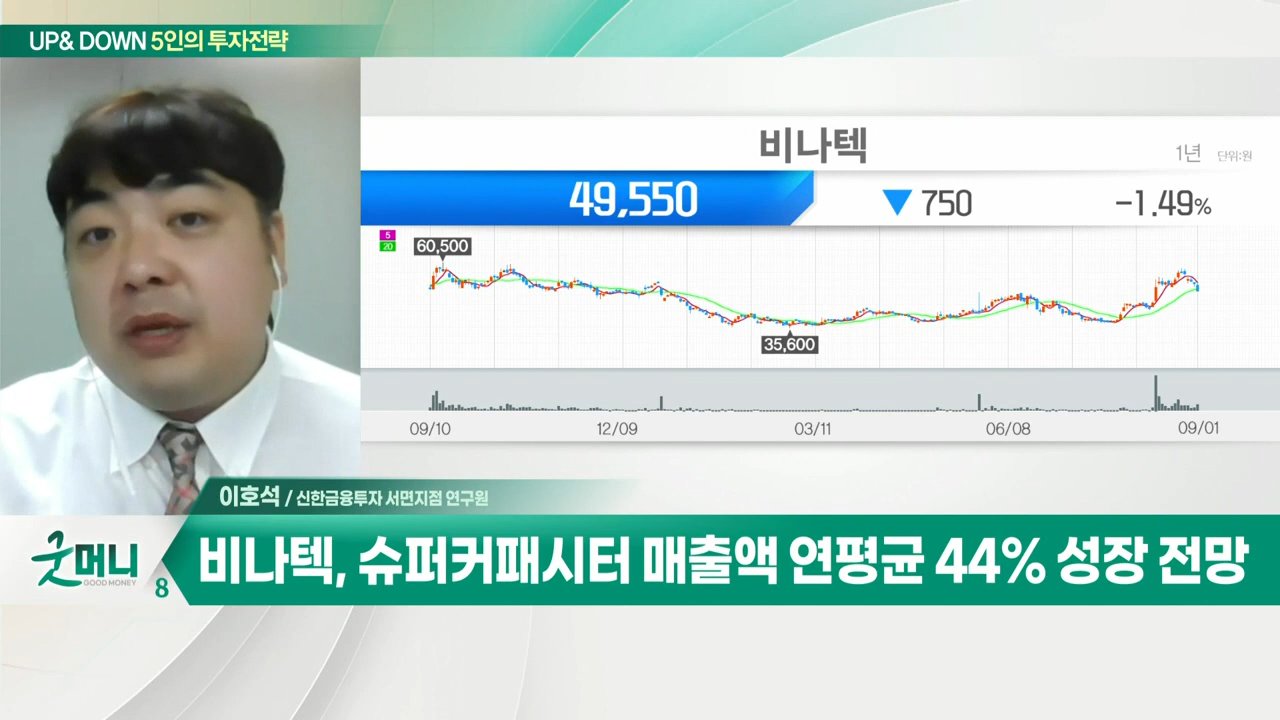 UP& DOWN 5인의 투자전략
비나텍
1년 단위:원
49,550 ▼ 750 -1.49%
5
20
60,500
35,600
09/10 12/09 03/11 06/08 09/01
이호석 / 신한금융투자 서면지점 연구원
굿머니
GOOD MONEY
8
비나텍, 슈퍼커패시터 매출액 연평균 44% 성장 전망